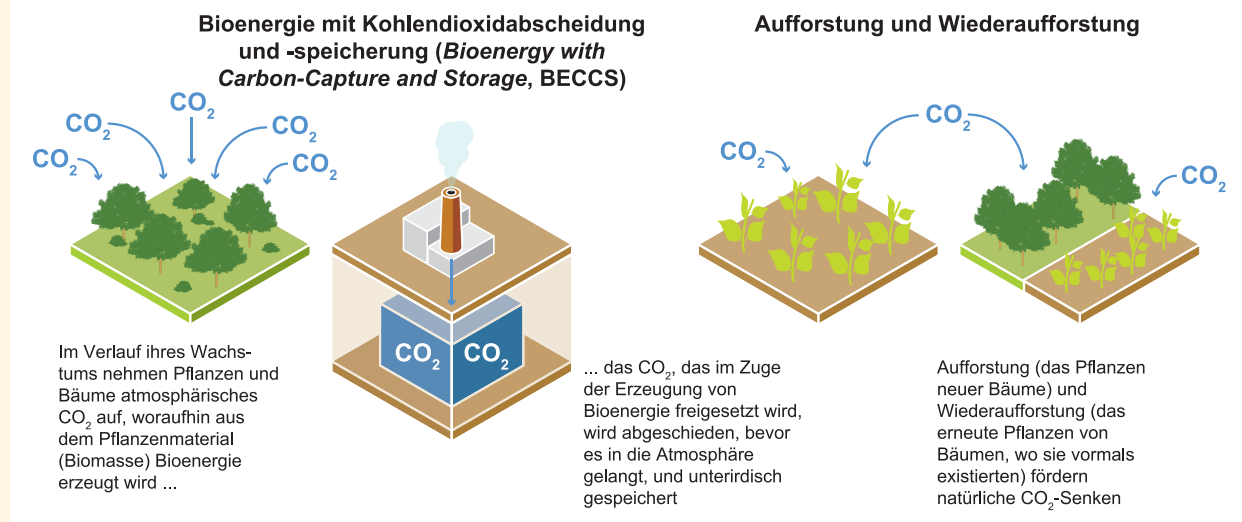 Bioenergie mit Kohlendioxidabscheidung
und -speicherung (Bioenergy with
Carbon-Capture and Storage, BECCS)
CO₂
CO₂
CO₂
CO₂
CO₂
CO₂
CO₂
Im Verlauf ihres Wachs-
tums nehmen Pflanzen und
Bäume atmosphärisches
CO₂ auf, woraufhin aus
dem Pflanzenmaterial
(Biomasse) Bioenergie
erzeugt wird ...
... das CO₂, das im Zuge
der Erzeugung von
Bioenergie freigesetzt wird,
wird abgeschieden, bevor
es in die Atmosphäre
gelangt, und unterirdisch
gespeichert
Aufforstung und Wiederaufforstung
CO₂
CO₂
CO₂
Aufforstung (das Pflanzen
neuer Bäume) und
Wiederaufforstung (das
erneute Pflanzen von
Bäumen, wo sie vormals
existierten) fördern
natürliche CO₂-Senken